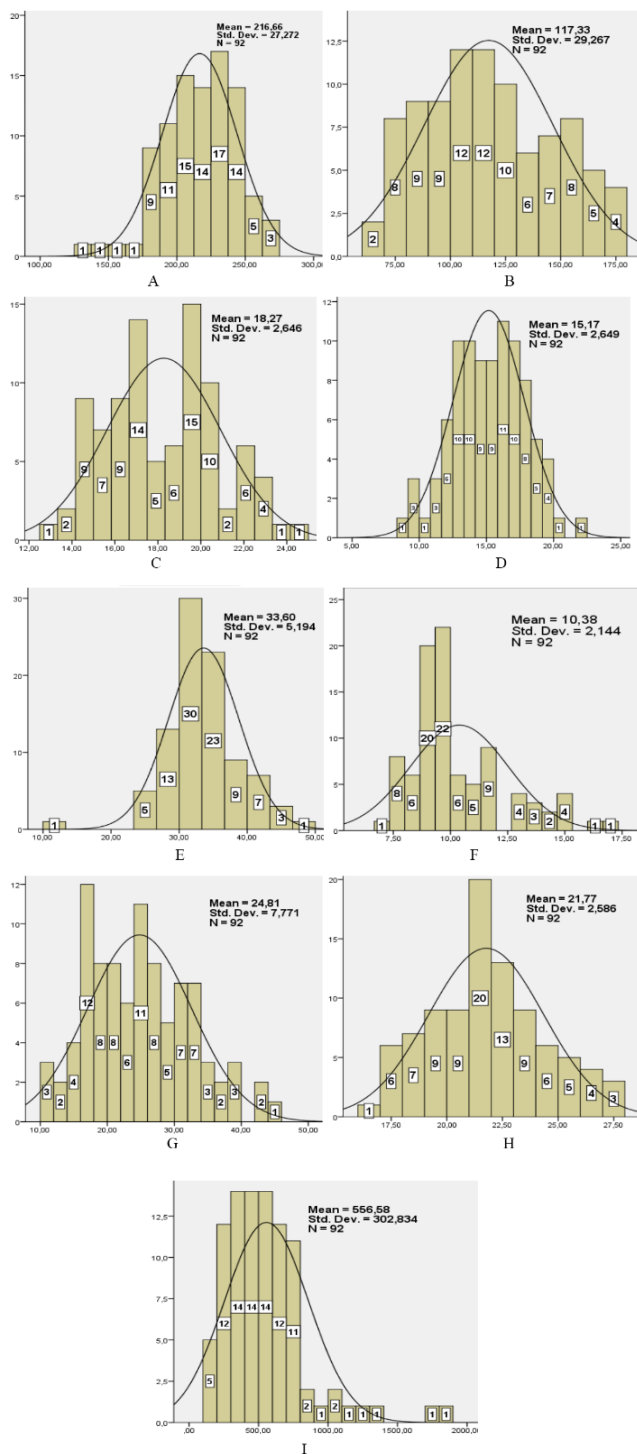 20
15
10
5
0
Mean = 216,66
Std. Dev. – 27,272
N – 92
1 1 1 1 9 11 15 14 17 14 5 3
100,00 150,00 200,00 250,00 300,0
A
12,5
10,0
7,5
5,0
2,5
0,0
Mean = 117,33
Std. Dev. = 29,267
N = 92
2 8 9 9 12 12 10 6 7 8 5 4
75,00 100,00 125,00 150,00 175,00
B
15
10
5
0
Mean = 18,27
Std. Dev. = 2,646
N = 92
1 2 9 7 9 14 5 6 15 10 2 6 4 1 1
12,00 14,00 16,00 18,00 20,00 22,00 24,00
C
12
10
8
6
4
2
0
Mean = 15,17
Std. Dev. = 2,649
N = 92
1 3 1 3 6 10 10 9 9 11 10 8 5 4 1 1
5,00 10,00 15,00 20,00 25,00
D
30
20
10
0
Mean = 33,60
Std. Dev. = 5,194
N = 92
1 5 13 30 23 9 7 3 1
10,00 20,00 30,00 40,00 50,00
E
25
20
15
10
5
0
Mean = 10,38
Std. Dev. = 2,144
N = 92
1 8 6 20 22 6 5 9 4 3 2 4 1 1
7,50 10,00 12,50 15,00 17,50
F
12
10
8
6
4
2
0
Mean = 24,81
Std. Dev. = 7,771
N = 92
3 2 4 12 8 8 6 11 8 5 7 7 3 2 3 2 1
10,00 20,00 30,00 40,00 50,00
G
20
15
10
5
0
Mean = 21,77
Std. Dev. = 2,586
N = 92
1 6 7 9 9 20 13 9 6 5 4 3
17,50 20,00 22,50 25,00 27,50
H
12,5
10,0
7,5
5,0
2,5
0,0
Mean = 556,58
Std. Dev. = 302,834
N = 92
5 12 14 14 14 12 11 2 1 2 1 1 1 1 1
,00 500,00 1000,00 1500,00 2000,00
I